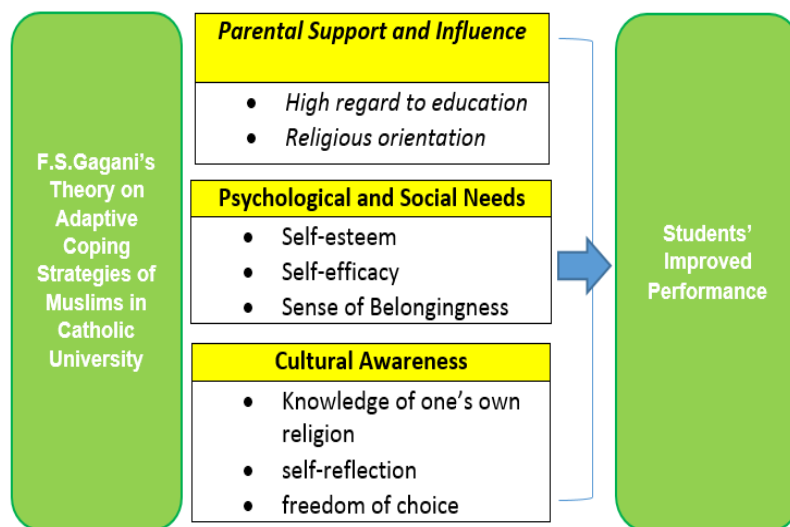 F.S.Gagani's
Theory on
Adaptive
Coping
Strategies of
Muslims in
Catholic
University
Parental Support and Influence
• High regard to education
• Religious orientation
Psychological and Social Needs
• Self-esteem
• Self-efficacy
• Sense of Belongingness
Cultural Awareness
• Knowledge of one's own
religion
• self-reflection
• freedom of choice
Students'
Improved
Performance